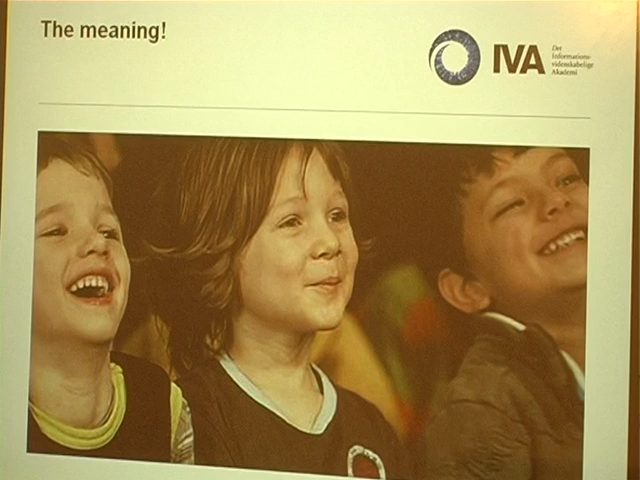 The meaning!
IVA
Det
Informations-
videnskabelige
Akademi